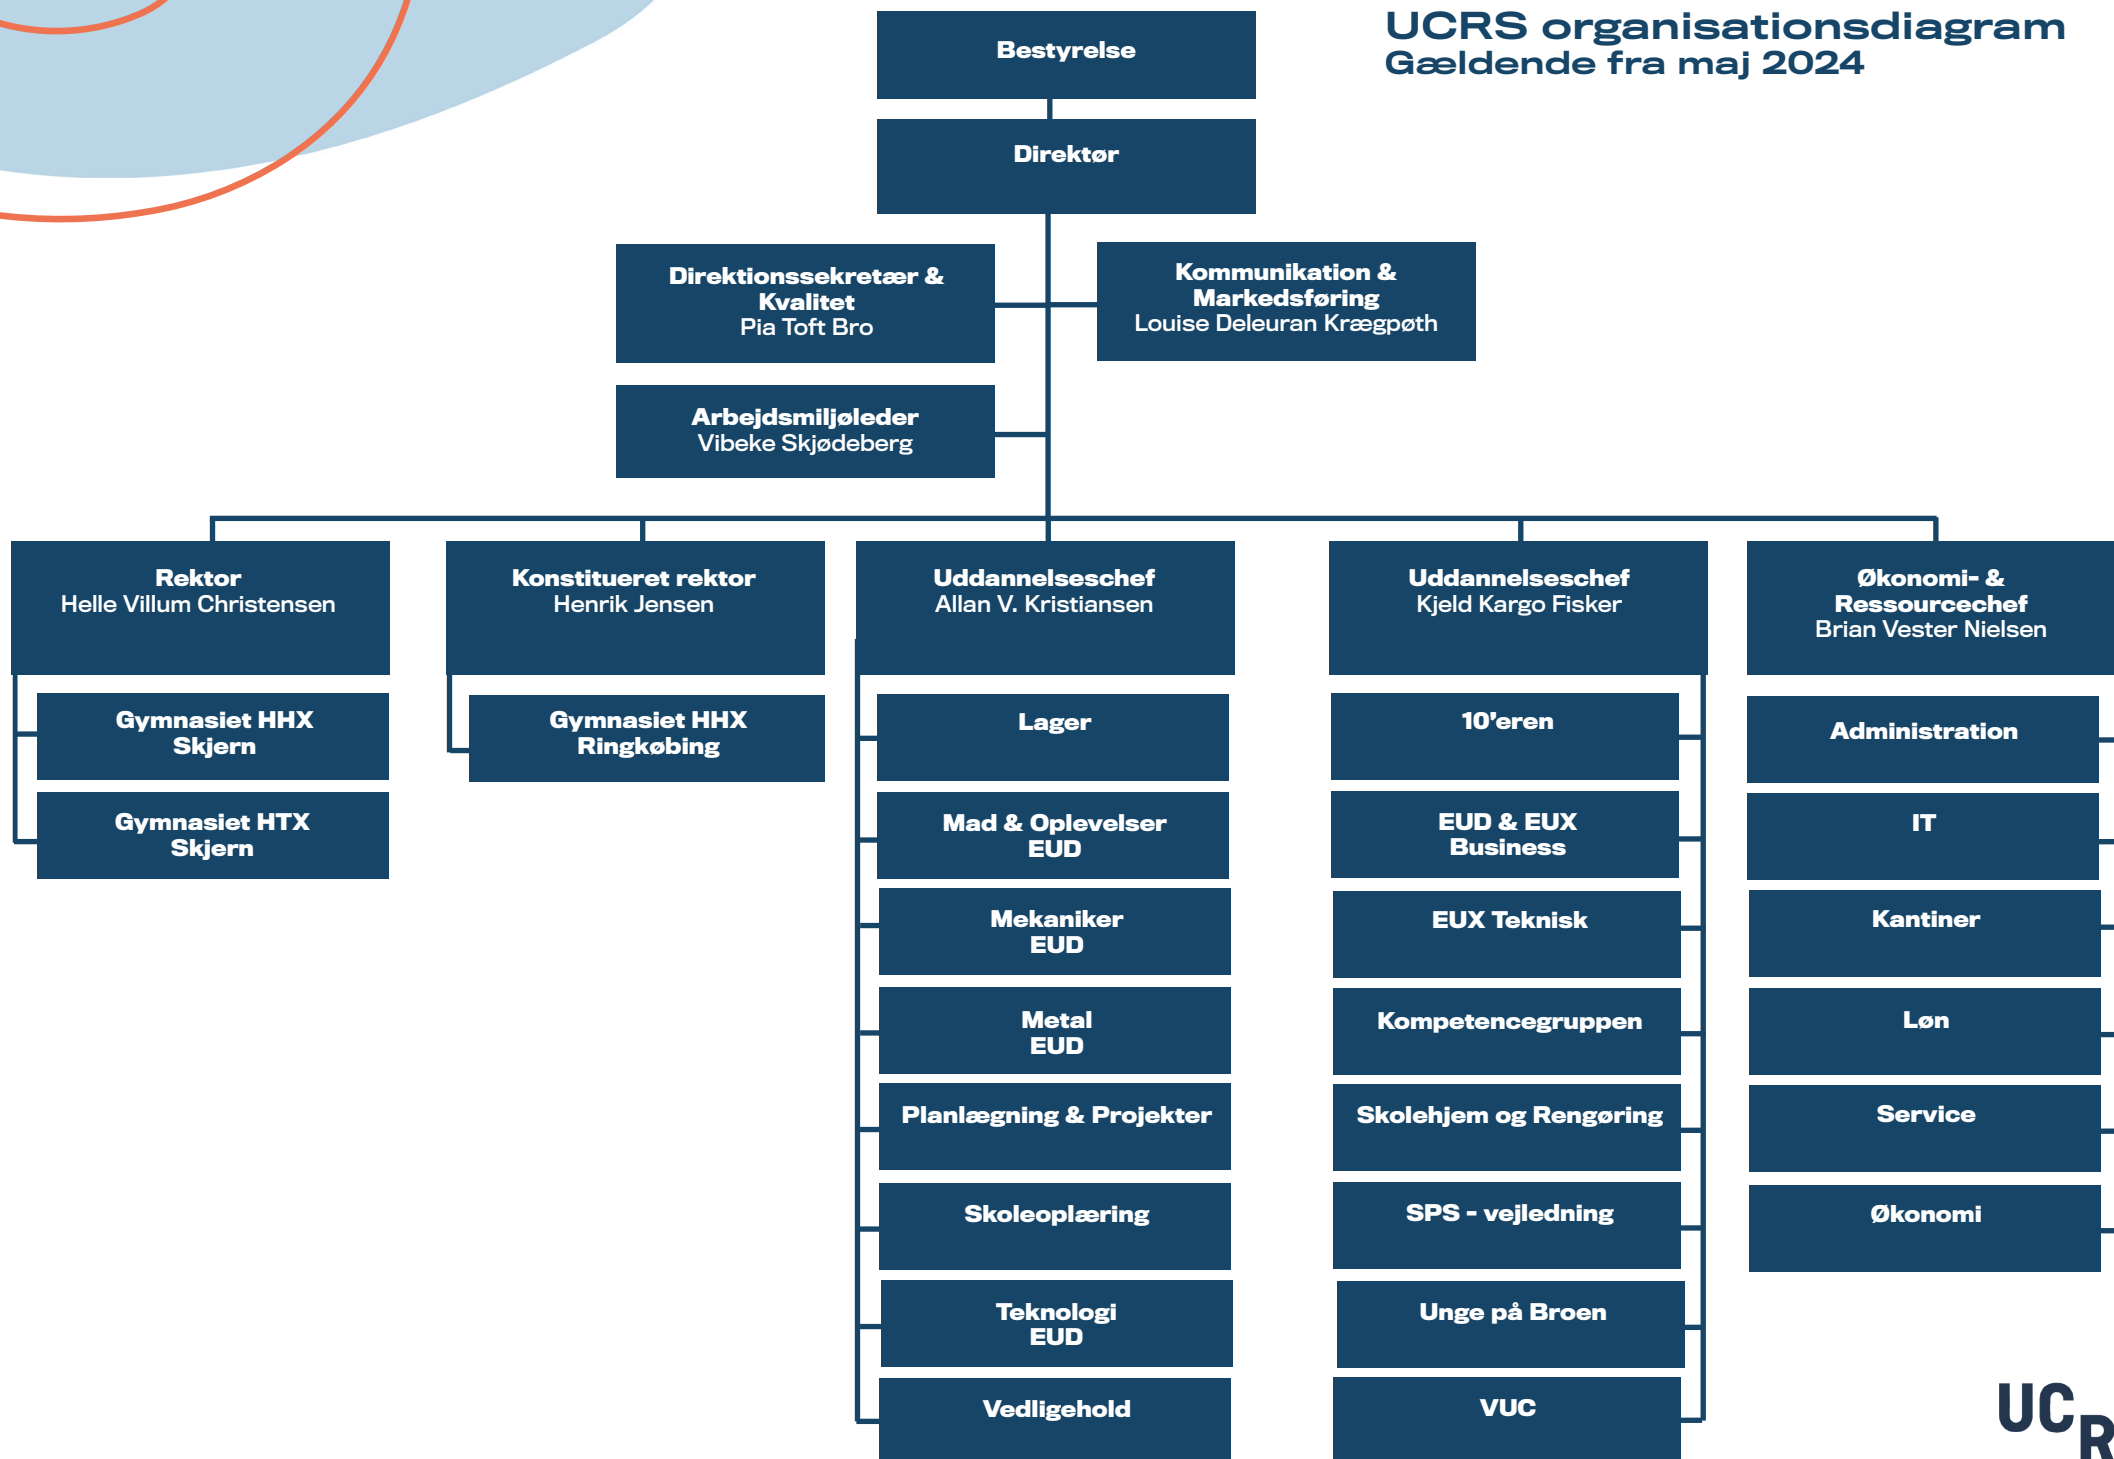 UCRS organisationsdiagram
Gældende fra maj 2024
Bestyrelse
Direktør
Direktionssekretær &
Kvalitet
Pia Toft Bro
Kommunikation &
Markedsføring
Louise Deleuran Krægpøth
Arbejdsmiljøleder
Vibeke Skjødeberg
Rektor
Helle Villum Christensen
Gymnasiet HHX
Skjern
Gymnasiet HTX
Skjern
Konstitueret rektor
Henrik Jensen
Gymnasiet HHX
Ringkøbing
Uddannelseschef
Allan V. Kristiansen
Lager
Mad & Oplevelser
EUD
Mekaniker
EUD
Metal
EUD
Planlægning & Projekter
Skoleoplæring
Teknologi
EUD
Vedligehold
Uddannelseschef
Kjeld Kargo Fisker
10'eren
EUD & EUX
Business
EUX Teknisk
Kompetencegruppen
Skolehjem og Rengøring
SPS - vejledning
Unge på Broen
VUC
Økonomi- &
Ressourcechef
Brian Vester Nielsen
Administration
IT
Kantiner
Løn
Service
Økonomi
UC
R